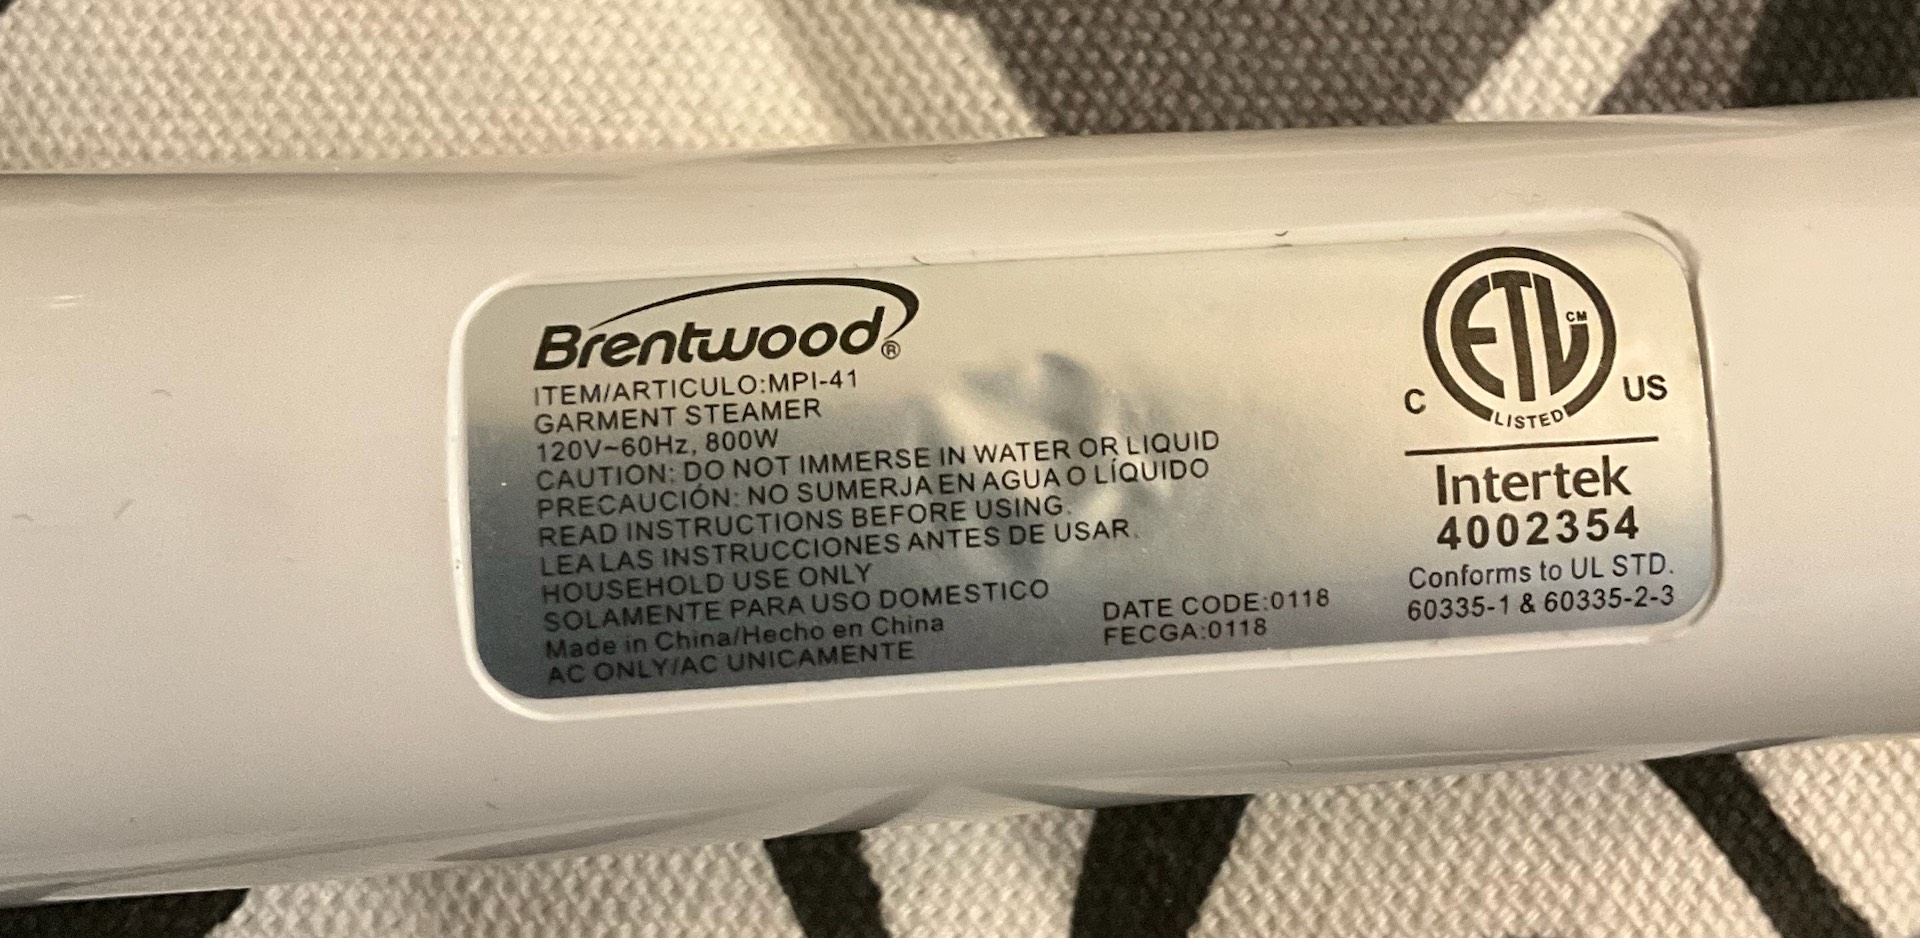 Brentwood®
ITEM/ARTICULO:MPI-41
GARMENT STEAMER
120V~60Hz, 800W
CAUTION: DO NOT IMMERSE IN WATER OR LIQUID
PRECAUCIÓN: NO SUMERJA EN AGUA O LÍQUIDO
READ INSTRUCTIONS BEFORE USING.
LEA LAS INSTRUCCIONES ANTES DE USAR.
HOUSEHOLD USE ONLY
SOLAMENTE PARA USO DOMESTICO
Made in China/Hecho en China
AC ONLY/AC UNICAMENTE
DATE CODE:0118
FECGA:0118
ETL CM
C US
LISTED
Intertek
4002354
Conforms to UL STD.
60335-1 & 60335-2-3